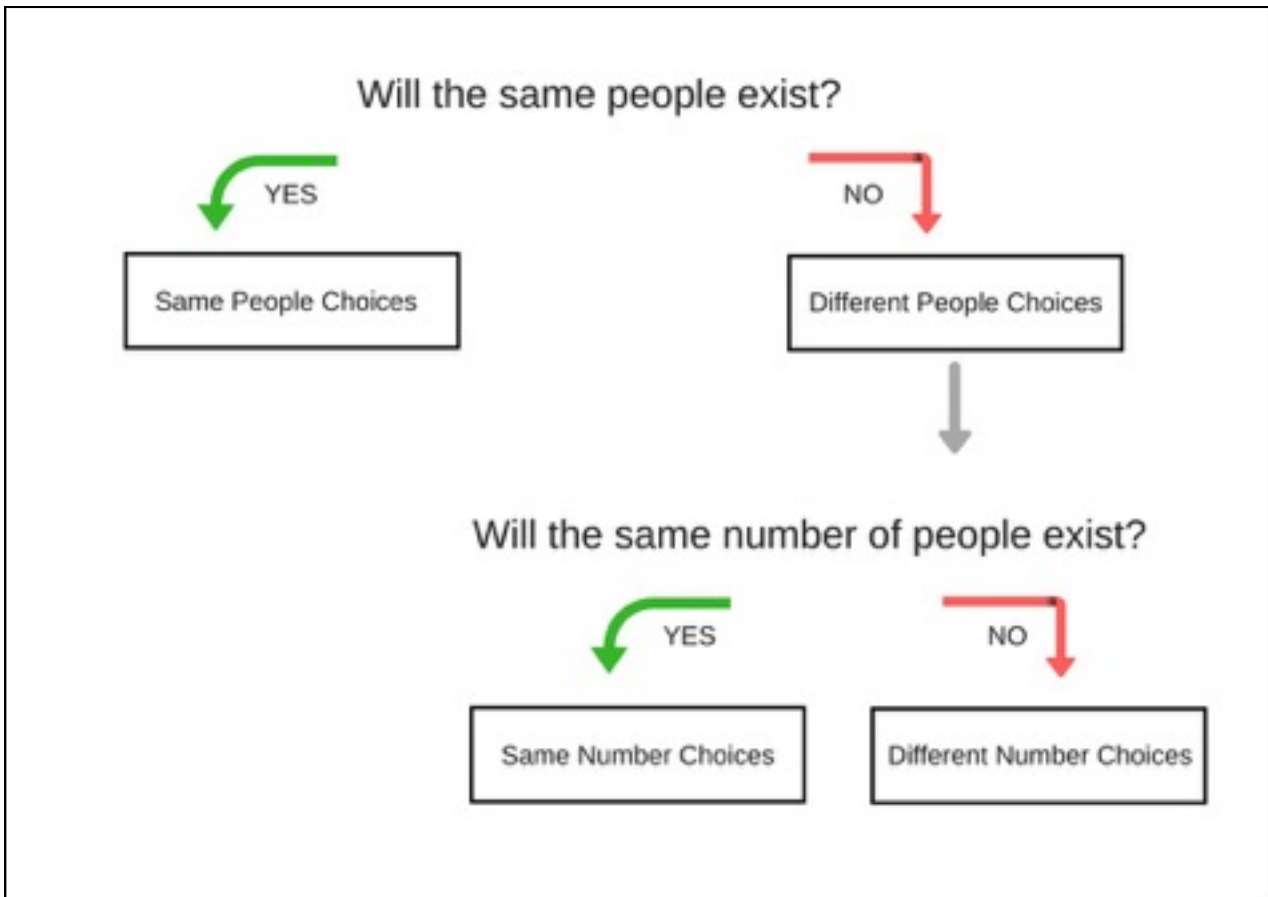 Will the same people exist?
YES
NO
Same People Choices
Different People Choices
Will the same number of people exist?
YES
NO
Same Number Choices
Different Number Choices